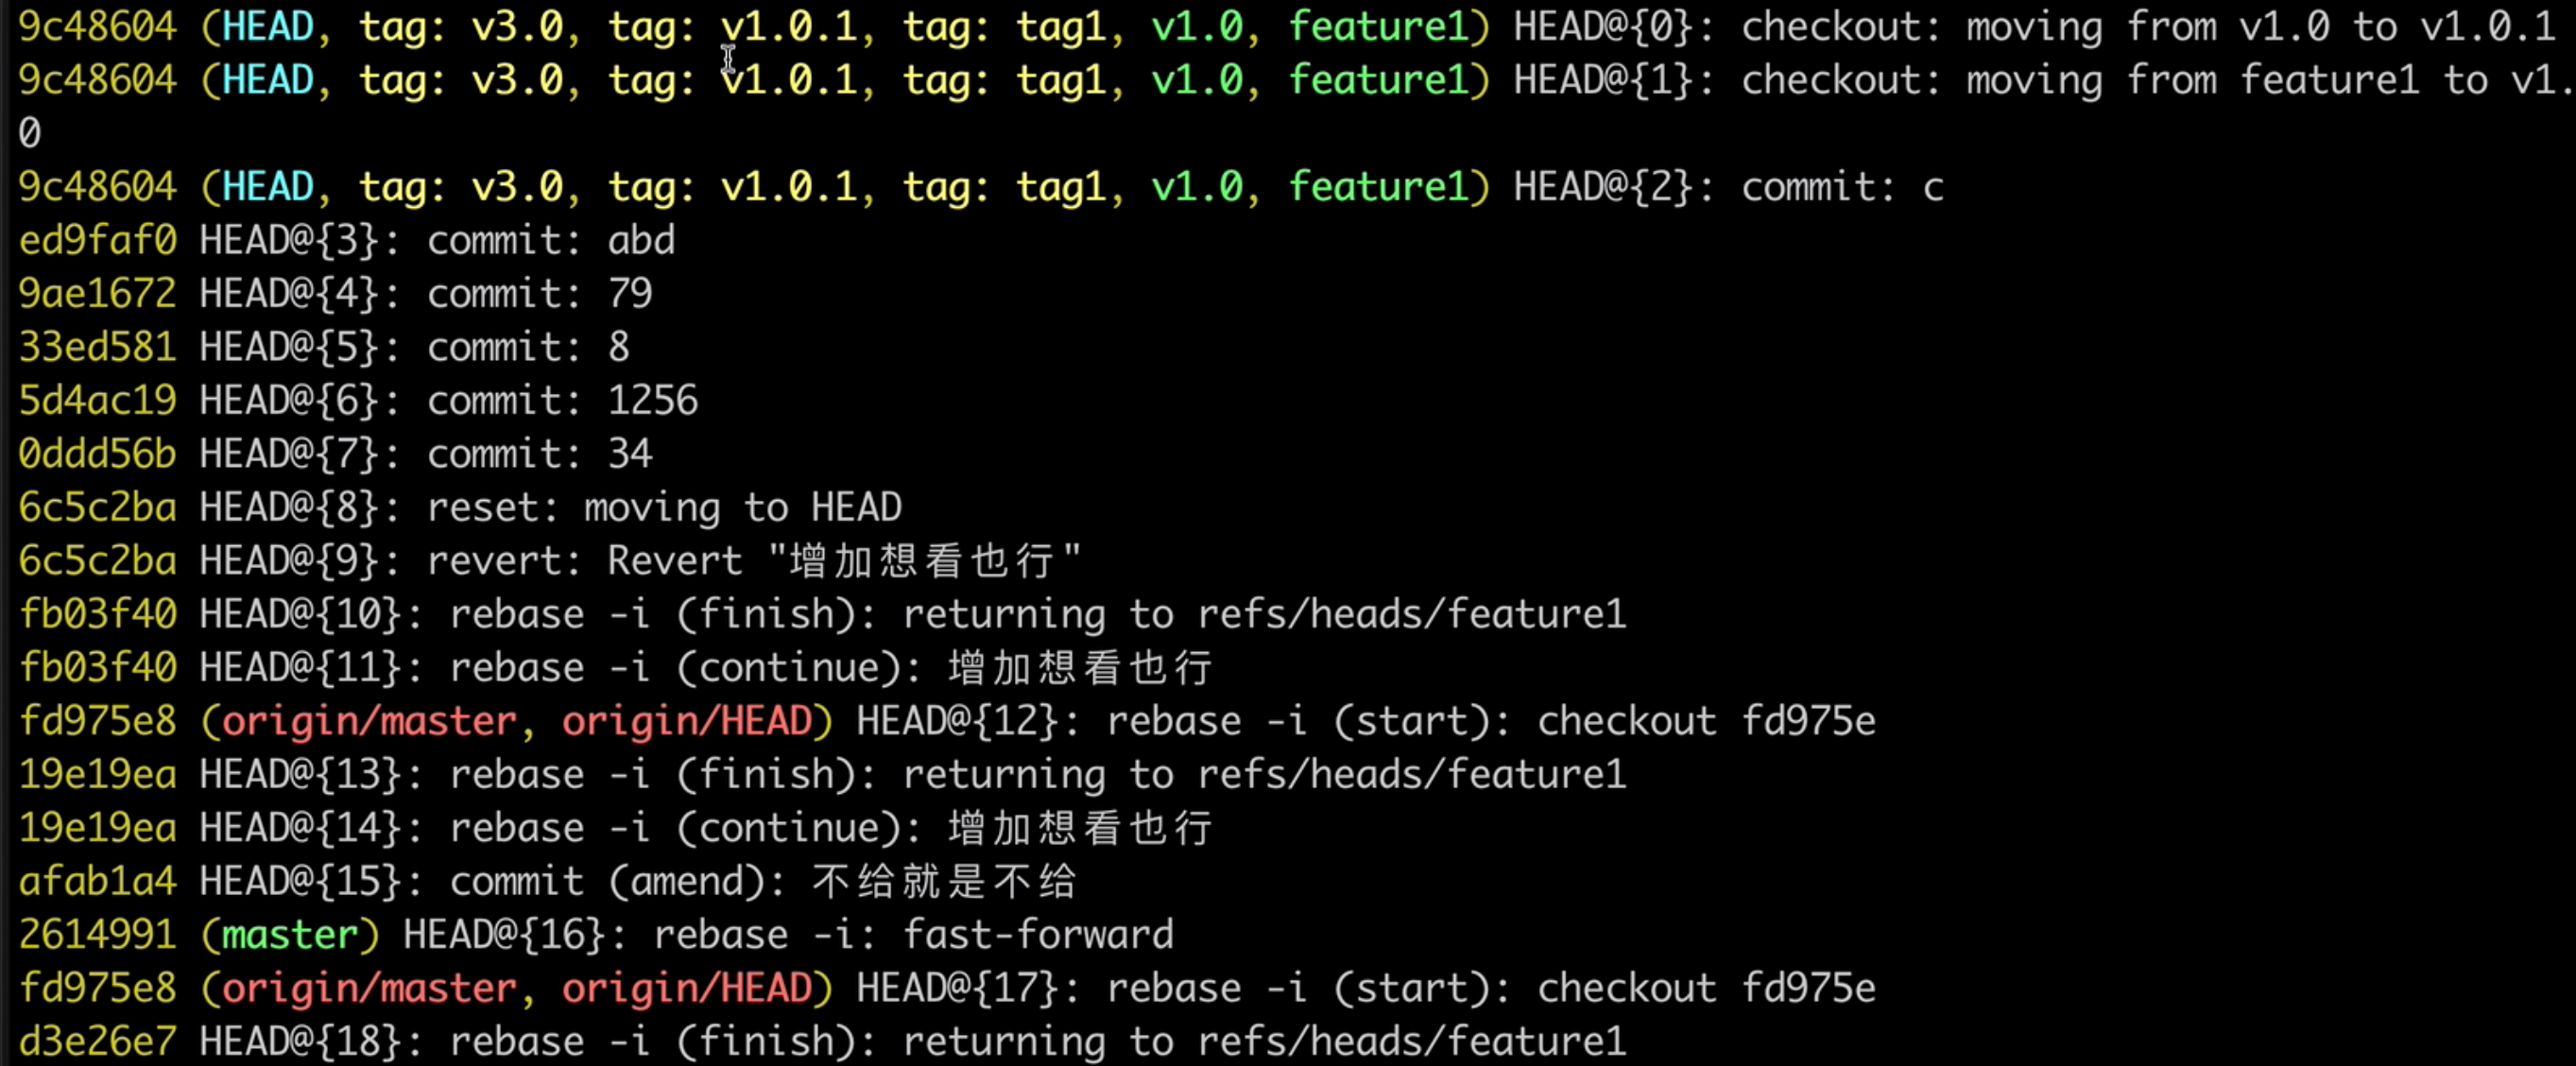 9c48604 (HEAD, tag: v3.0, tag: v1.0.1, tag: tag1, v1.0, feature1) HEAD@{0}: checkout: moving from v1.0 to v1.0.1
9c48604 (HEAD, tag: v3.0, tag: v1.0.1, tag: tag1, v1.0, feature1) HEAD@{1}: checkout: moving from feature1 to v1.
0
9c48604 (HEAD, tag: v3.0, tag: v1.0.1, tag: tag1, v1.0, feature1) HEAD@{2}: commit: c
ed9faf0 HEAD@{3}: commit: abd
9ae1672 HEAD@{4}: commit: 79
33ed581 HEAD@{5}: commit: 8
5d4ac19 HEAD@{6}: commit: 1256
0ddd56b HEAD@{7}: commit: 34
6c5c2ba HEAD@{8}: reset: moving to HEAD
6c5c2ba HEAD@{9}: revert: Revert "增加想看也行"
fb03f40 HEAD@{10}: rebase -i (finish): returning to refs/heads/feature1
fb03f40 HEAD@{11}: rebase -i (continue): 增加想看也行
fd975e8 (origin/master, origin/HEAD) HEAD@{12}: rebase -i (start): checkout fd975e
19e19ea HEAD@{13}: rebase -i (finish): returning to refs/heads/feature1
19e19ea HEAD@{14}: rebase -i (continue): 增加想看也行
afab1a4 HEAD@{15}: commit (amend): 不给就是不给
2614991 (master) HEAD@{16}: rebase -i: fast-forward
fd975e8 (origin/master, origin/HEAD) HEAD@{17}: rebase -i (start): checkout fd975e
d3e26e7 HEAD@{18}: rebase -i (finish): returning to refs/heads/feature1